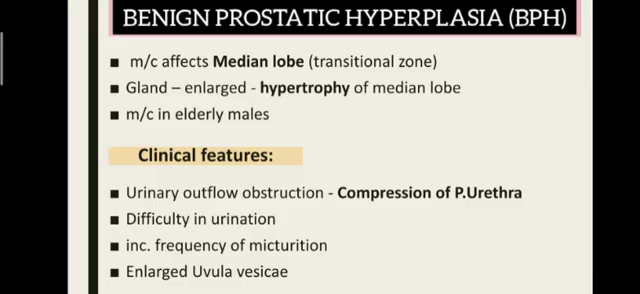 BENIGN PROSTATIC HYPERPLASIA (BPH)
■ m/c affects Median lobe (transitional zone)
■ Gland – enlarged - hypertrophy of median lobe
■ m/c in elderly males
Clinical features:
■ Urinary outflow obstruction - Compression of P.Urethra
■ Difficulty in urination
■ inc. frequency of micturition
■ Enlarged Uvula vesicae